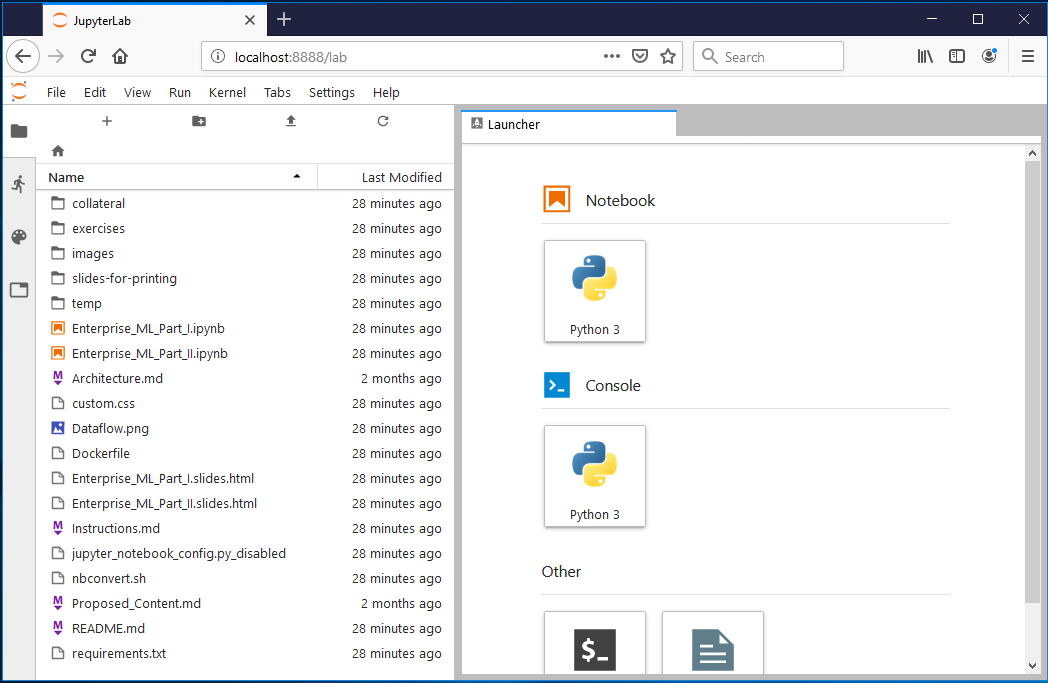 JupyterLab
localhost:8888/lab
Search
File Edit View Run Kernel Tabs Settings Help
Name Last Modified
collateral 28 minutes ago
exercises 28 minutes ago
images 28 minutes ago
slides-for-printing 28 minutes ago
temp 28 minutes ago
Enterprise_ML_Part_I.ipynb 28 minutes ago
Enterprise_ML_Part_II.ipynb 28 minutes ago
Architecture.md 2 months ago
custom.css 28 minutes ago
Dataflow.png 28 minutes ago
Dockerfile 28 minutes ago
Enterprise_ML_Part_I.slides.html 28 minutes ago
Enterprise_ML_Part_II.slides.html 28 minutes ago
Instructions.md 28 minutes ago
jupyter_notebook_config.py_disabled 28 minutes ago
nbconvert.sh 28 minutes ago
Proposed_Content.md 2 months ago
README.md 28 minutes ago
requirements.txt 28 minutes ago
Launcher
Notebook
Python 3
Console
Python 3
Other
$_